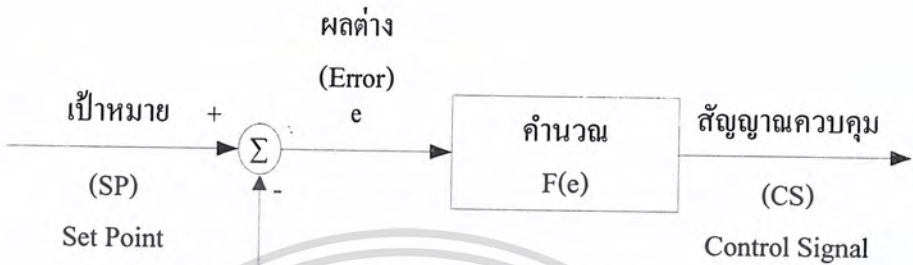 ผลต่าง
(Error)
e
เป้าหมาย +
Σ
-
(SP)
Set Point
คำนวณ
F(e)
สัญญาณควบคุม
(CS)
Control Signal